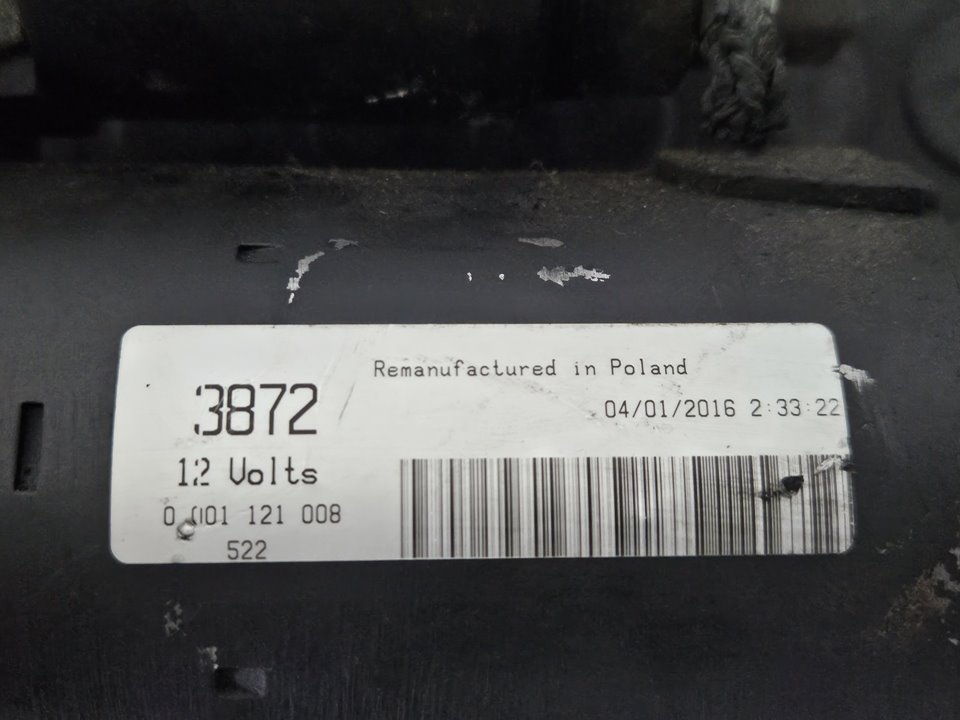 Remanufactured in Poland
3872
04/01/2016 2:33:22
12 Volts
0 001 121 008
522